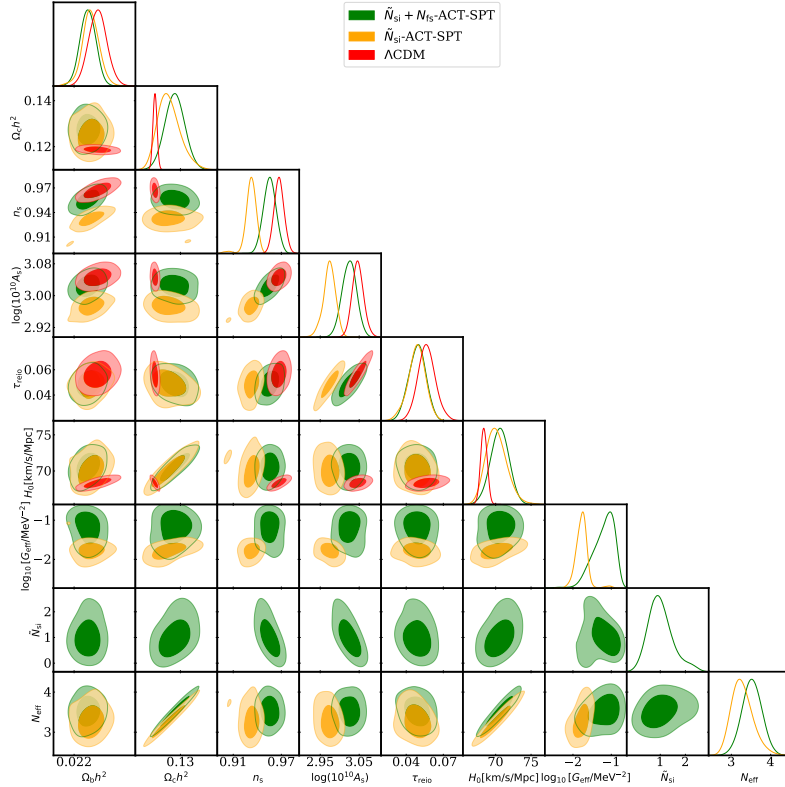 Ñsi + Nfs-ACT-SPT
Ñsi-ACT-SPT
ΛCDM
0.14
0.12
Ωch²
0.97
0.94
0.91
ns
3.08
3.00
2.92
log(10¹⁰As)
0.06
0.04
τreio
75
70
H0[km/s/Mpc]
−1
−2
log10[Geff/MeV⁻²]
2
1
0
Ñsi
4
3
Neff
0.022
0.13
0.91 0.97
2.95 3.05
0.04 0.07
70 75
−2 −1
1 2
3 4
Ωbh²
Ωch²
ns
log(10¹⁰As)
τreio
H0[km/s/Mpc]
log10[Geff/MeV⁻²]
Ñsi
Neff